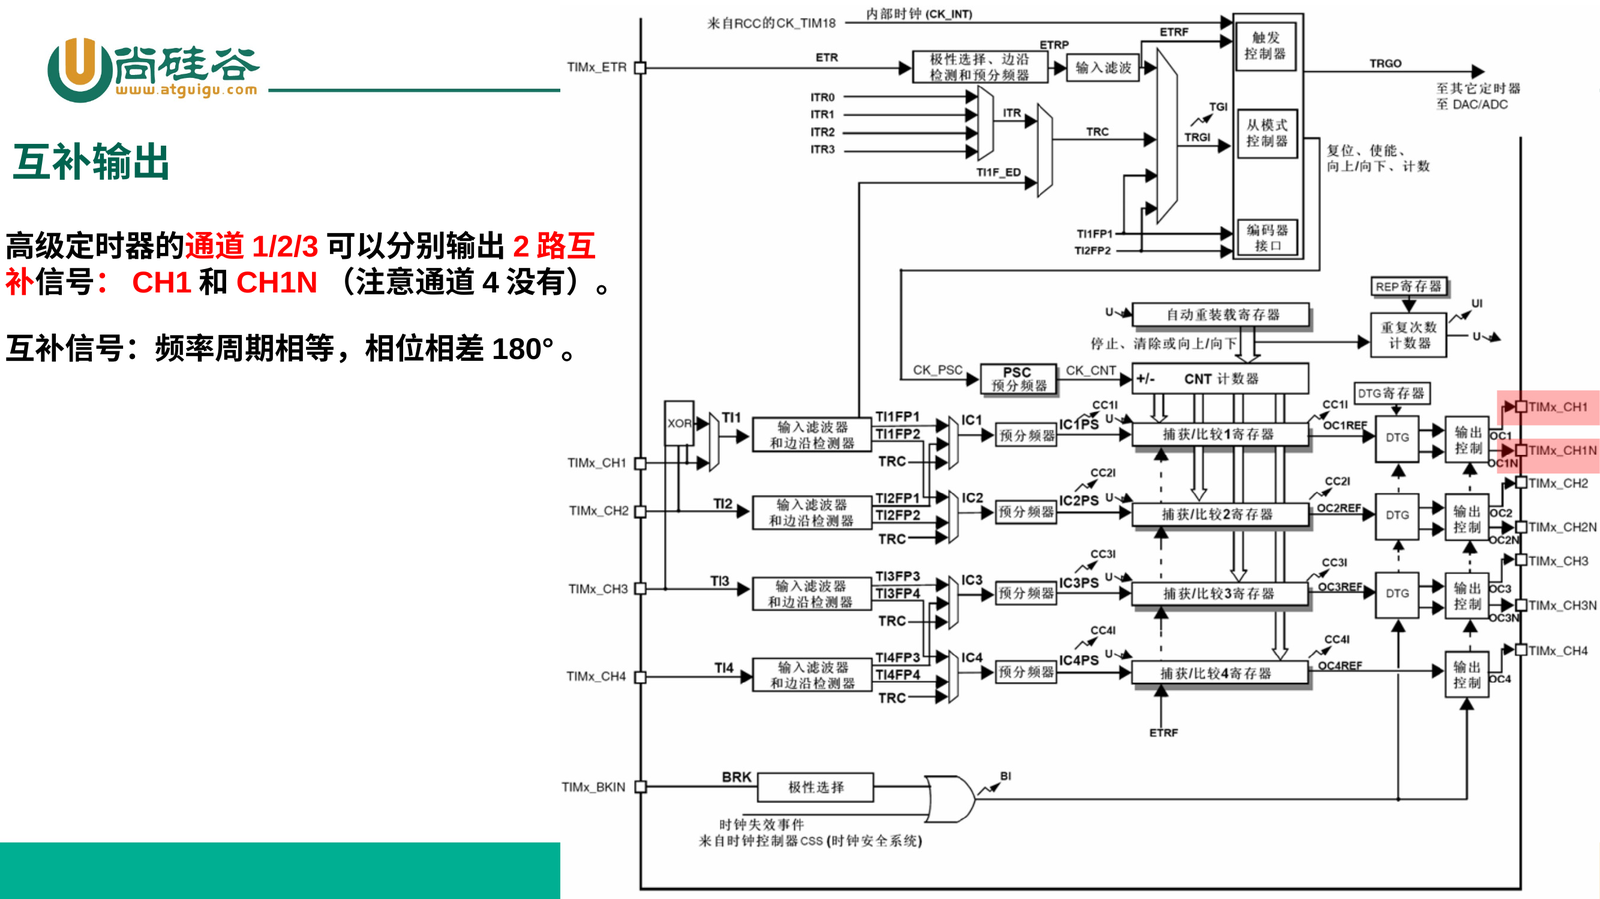 尚硅谷
www.atguigu.com
互补输出
高级定时器的通道 1/2/3 可以分别输出 2 路互
补信号： CH1 和 CH1N （注意通道 4 没有）。
互补信号：频率周期相等，相位相差 180° 。
来自RCC的CK_TIM18
内部时钟 (CK_INT)
TIMx_ETR
ETR
极性选择、边沿
检测和预分频器
ETRP
输入滤波
ETRF
触发
控制器
TRGO
至其它定时器
至 DAC/ADC
ITR0
ITR1
ITR2
ITR3
ITR
TRC
TI1F_ED
TGI
TRGI
从模式
控制器
复位、使能、
向上/向下、计数
TI1FP1
TI2FP2
编码器
接口
REP寄存器
UI
U
自动重装载寄存器
重复次数
计数器
U
停止、清除或向上/向下
CK_PSC
PSC
预分频器
CK_CNT
+/-
CNT 计数器
DTG寄存器
XOR
TI1
输入滤波器
和边沿检测器
TI1FP1
TI1FP2
TRC
IC1
预分频器
IC1PS
CC1I
U
捕获/比较1寄存器
CC1I
OC1REF
DTG
输出
控制
OC1
OC1N
TIMx_CH1
TIMx_CH1N
TIMx_CH1
TIMx_CH2
TI2
输入滤波器
和边沿检测器
TI2FP1
TI2FP2
TRC
IC2
预分频器
IC2PS
CC2I
U
捕获/比较2寄存器
CC2I
OC2REF
DTG
输出
控制
OC2
OC2N
TIMx_CH2
TIMx_CH2N
TIMx_CH3
TI3
输入滤波器
和边沿检测器
TI3FP3
TI3FP4
TRC
IC3
预分频器
IC3PS
CC3I
U
捕获/比较3寄存器
CC3I
OC3REF
DTG
输出
控制
OC3
OC3N
TIMx_CH3
TIMx_CH3N
TIMx_CH4
TI4
输入滤波器
和边沿检测器
TI4FP3
TI4FP4
TRC
IC4
预分频器
IC4PS
CC4I
U
捕获/比较4寄存器
CC4I
OC4REF
输出
控制
OC4
TIMx_CH4
ETRF
TIMx_BKIN
BRK
极性选择
BI
时钟失效事件
来自时钟控制器CSS (时钟安全系统)